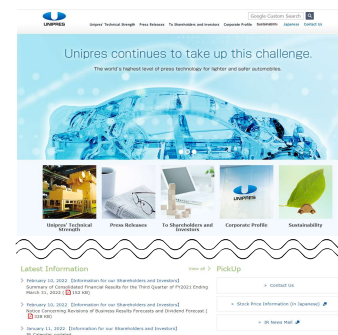 Google Custom Search
UNIPRES
Unipres' Technical Strength Press Releases To Shareholders and Investors Corporate Profile Sustainability Japanese Contact Us
Unipres continues to take up this challenge.
The world's highest level of press technology for lighter and safer automobiles.
UNIPRES
Unipres' Technical Strength
Press Releases
To Shareholders and Investors
Corporate Profile
Sustainability
Latest Information
View all
PickUp
February 10, 2022 [Information for our Shareholders and Investors]
Summary of Consolidated Financial Results for the Third Quarter of FY2021 Ending
March 31, 2022 [ 152 KB]
Contact Us
February 10, 2022 [Information for our Shareholders and Investors]
Notice Concerning Revisions of Business Results Forecasts and Dividend Forecast [
328 KB]
Stock Price Information (in Japanese)
IR News Mail
January 11, 2022 [Information for our Shareholders and Investors]